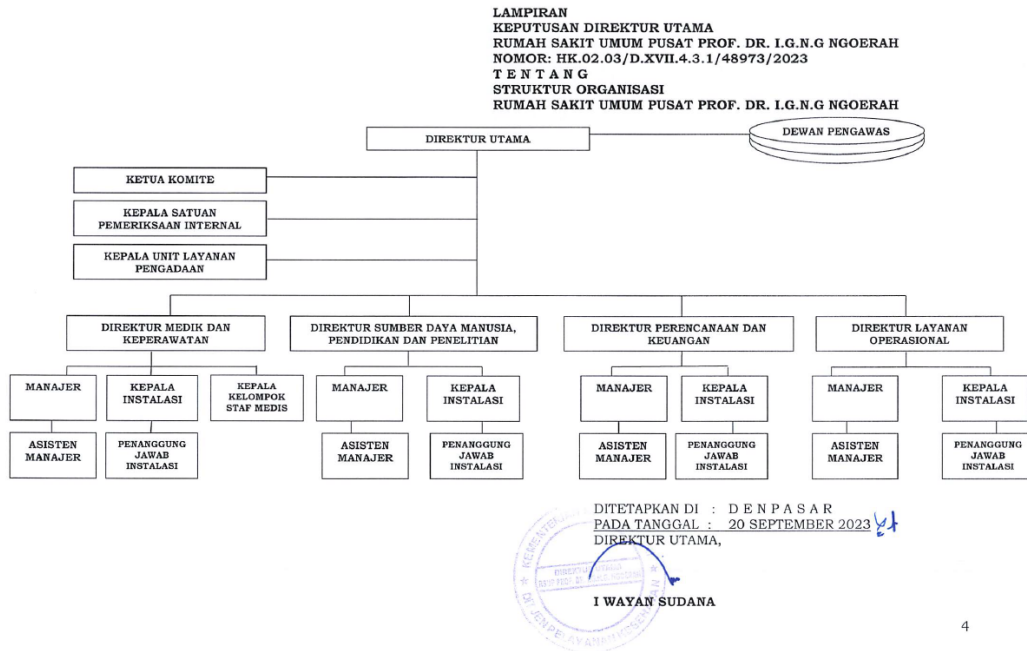 LAMPIRAN
KEPUTUSAN DIREKTUR UTAMA
RUMAH SAKIT UMUM PUSAT PROF. DR. I.G.N.G NGOERAH
NOMOR: HK.02.03/D.XVII.4.3.1/48973/2023
T E N T A N G
STRUKTUR ORGANISASI
RUMAH SAKIT UMUM PUSAT PROF. DR. I.G.N.G NGOERAH
DIREKTUR UTAMA
DEWAN PENGAWAS
KETUA KOMITE
KEPALA SATUAN
PEMERIKSAAN INTERNAL
KEPALA UNIT LAYANAN
PENGADAAN
DIREKTUR MEDIK DAN
KEPERAWATAN
DIREKTUR SUMBER DAYA MANUSIA,
PENDIDIKAN DAN PENELITIAN
DIREKTUR PERENCANAAN DAN
KEUANGAN
DIREKTUR LAYANAN
OPERASIONAL
MANAJER
KEPALA
INSTALASI
KEPALA
KELOMPOK
STAF MEDIS
MANAJER
KEPALA
INSTALASI
MANAJER
KEPALA
INSTALASI
MANAJER
KEPALA
INSTALASI
ASISTEN
MANAJER
PENANGGUNG
JAWAB
INSTALASI
ASISTEN
MANAJER
PENANGGUNG
JAWAB
INSTALASI
ASISTEN
MANAJER
PENANGGUNG
JAWAB
INSTALASI
ASISTEN
MANAJER
PENANGGUNG
JAWAB
INSTALASI
DITETAPKAN DI : D E N P A S A R
PADA TANGGAL : 20 SEPTEMBER 2023
DIREKTUR UTAMA,
I WAYAN SUDANA
4